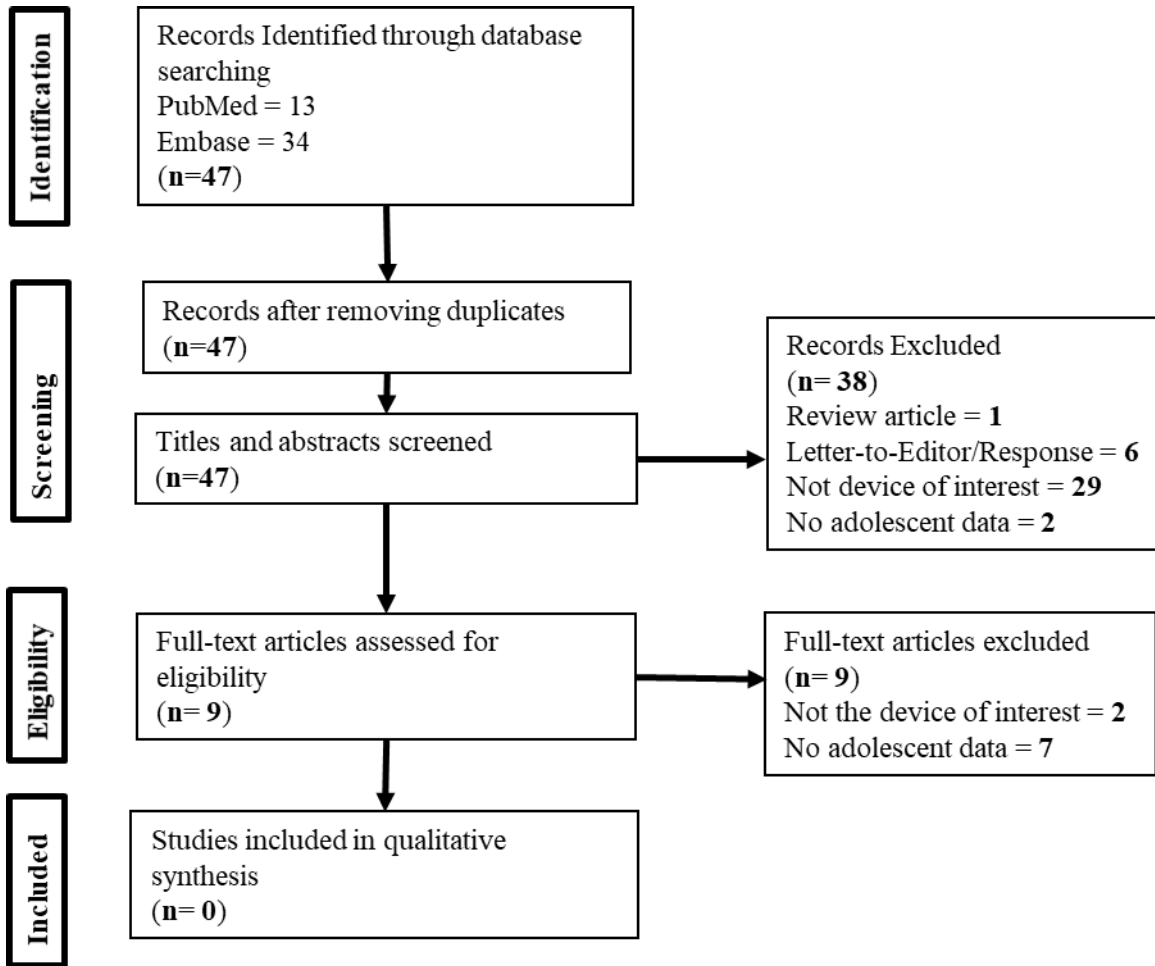 Identification
Records Identified through database
searching
PubMed = 13
Embase = 34
(n=47)
Screening
Records after removing duplicates
(n=47)
Titles and abstracts screened
(n=47)
Records Excluded
(n= 38)
Review article = 1
Letter-to-Editor/Response = 6
Not device of interest = 29
No adolescent data = 2
Eligibility
Full-text articles assessed for
eligibility
(n= 9)
Full-text articles excluded
(n= 9)
Not the device of interest = 2
No adolescent data = 7
Included
Studies included in qualitative
synthesis
(n= 0)